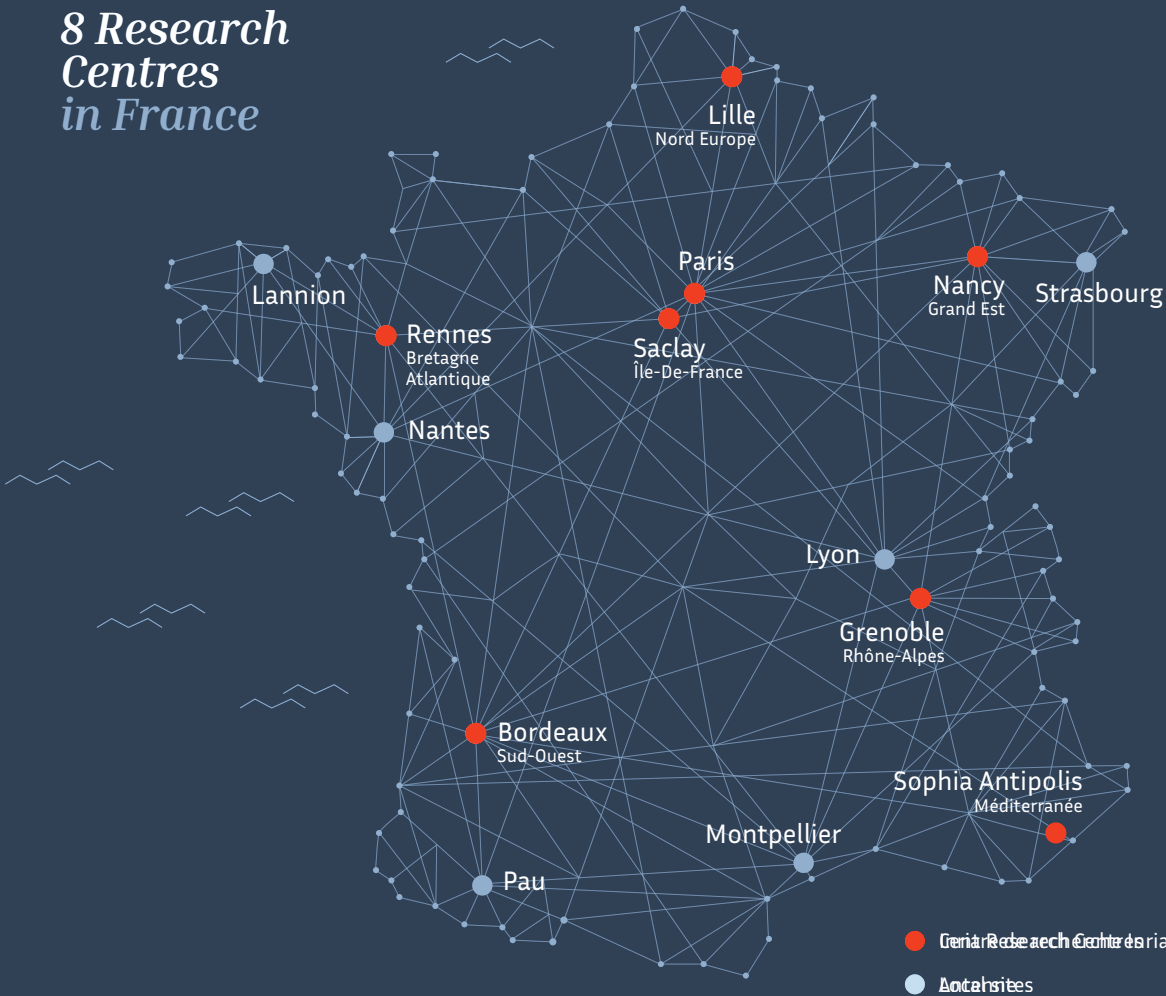 8 Research
Centres
in France
Lille
Nord Europe
Paris
Lannion
Nancy
Grand Est
Strasbourg
Rennes
Bretagne
Atlantique
Saclay
Île-De-France
Nantes
Lyon
Grenoble
Rhône-Alpes
Bordeaux
Sud-Ouest
Sophia Antipolis
Méditerranée
Montpellier
Pau